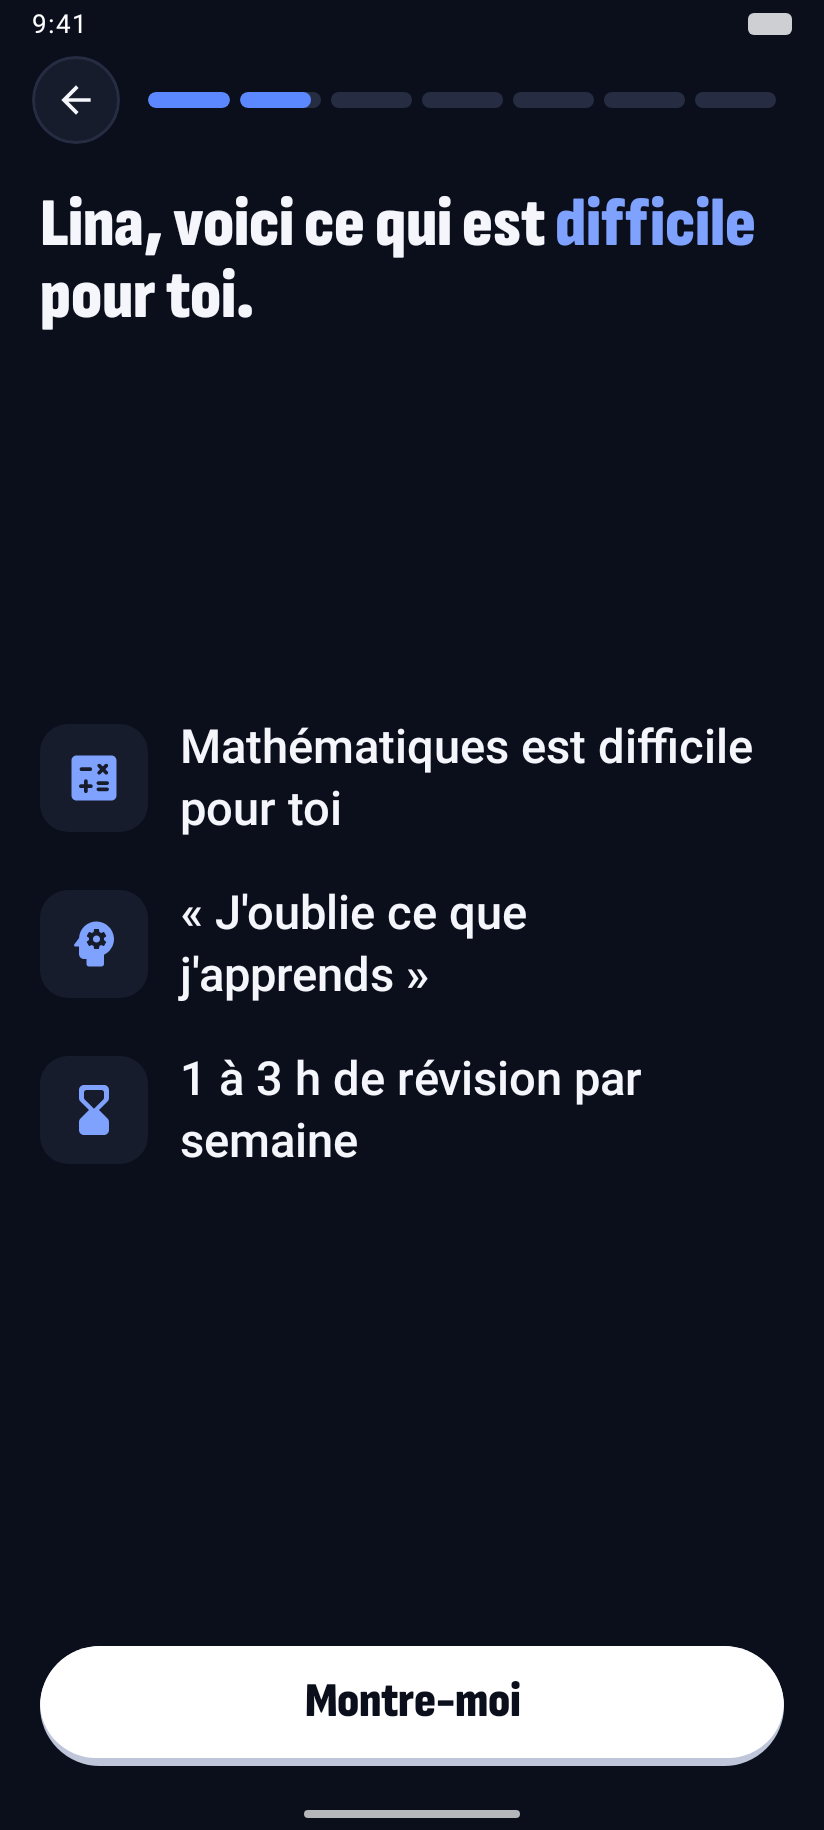 9:41
Lina, voici ce qui est difficile
pour toi.
Mathématiques est difficile
pour toi
« J'oublie ce que
j'apprends »
1 à 3 h de révision par
semaine
Montre-moi